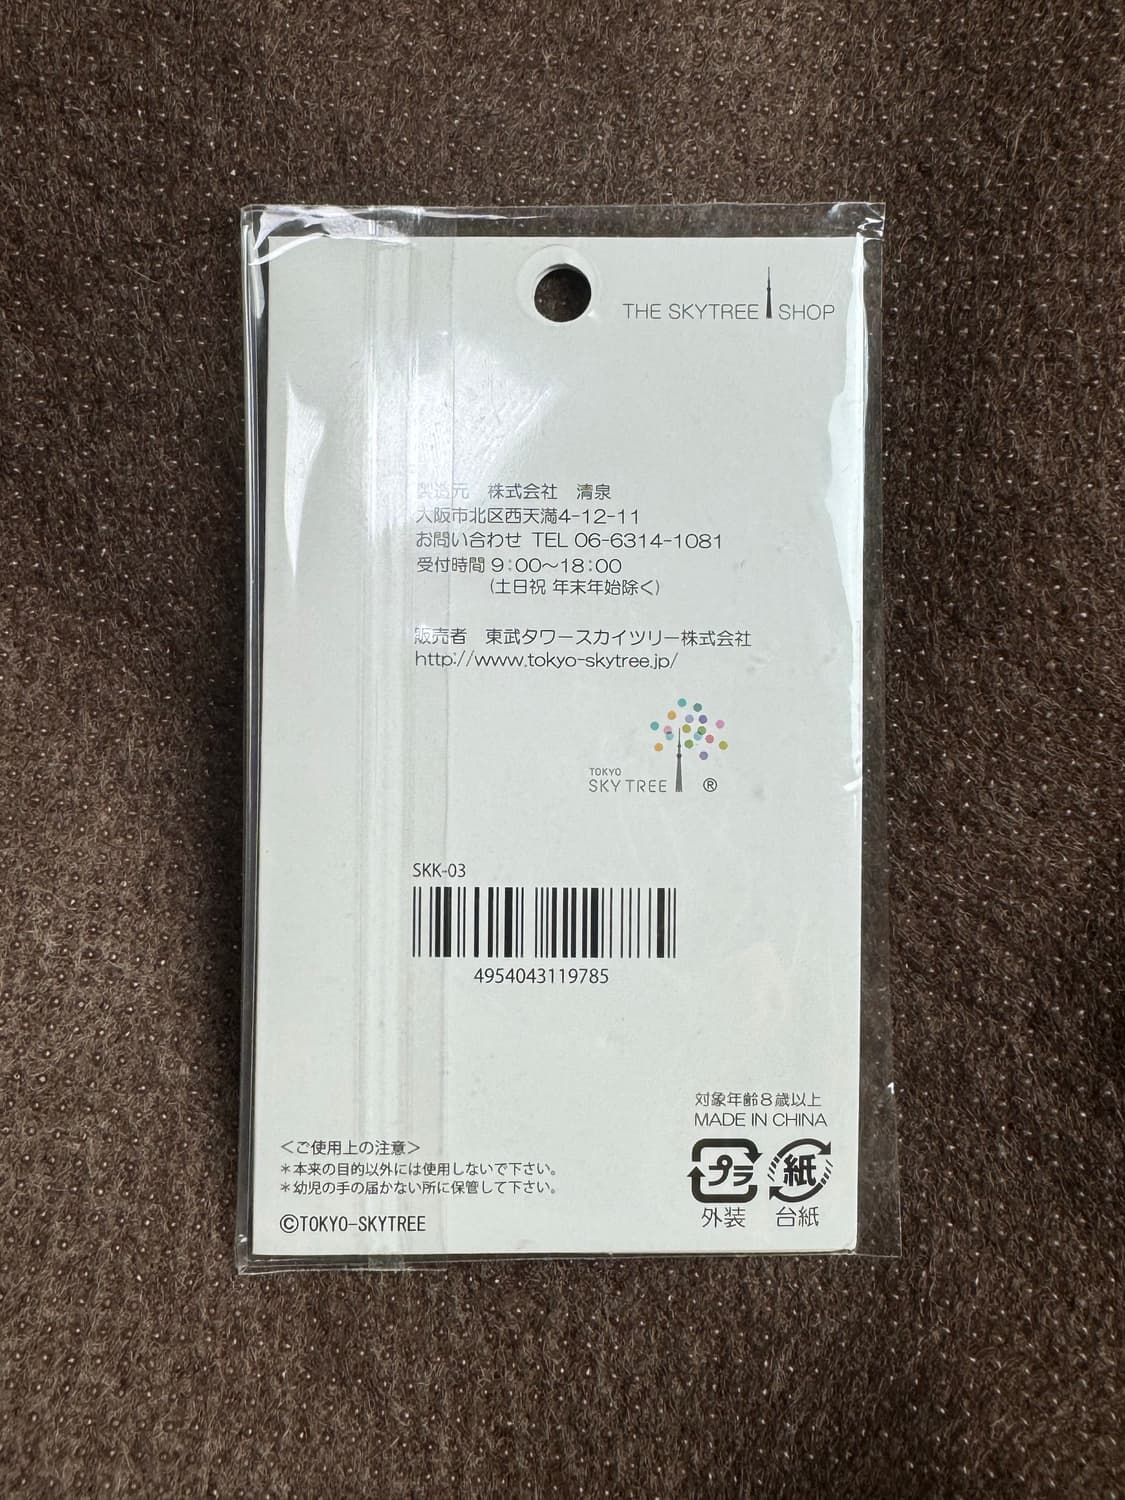 THE SKYTREE SHOP
製造元　株式会社　清泉
大阪市北区西天満4-12-11
お問い合わせ TEL 06-6314-1081
受付時間 9:00〜18:00
(土日祝 年末年始除く)
販売者　東武タワースカイツリー株式会社
http://www.tokyo-skytree.jp/
TOKYO
SKY TREE ®
SKK-03
4954043119785
対象年齢8歳以上
MADE IN CHINA
プラ 紙
外装 台紙
＜ご使用上の注意＞
＊本来の目的以外には使用しないで下さい。
＊幼児の手の届かない所に保管して下さい。
©TOKYO-SKYTREE